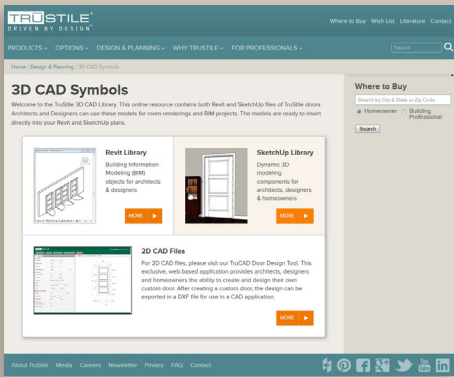 TRUSTILE
DRIVEN BY DESIGN
Where to Buy Wish List Literature Contact
PRODUCTS OPTIONS DESIGN & PLANNING WHY TRUSTILE FOR PROFESSIONALS
Search
Home / Design & Planning / 3D CAD Symbols
3D CAD Symbols
Welcome to the TruStile 3D CAD Library. This online resource contains both Revit and SketchUp files of TruStile doors.
Architects and Designers can use these models for room renderings and BIM projects. The models are ready to insert
directly into your Revit and SketchUp plans.
Where to Buy
Search by City & State or Zip Code
Homeowner Building
Professional
Search
Revit Library
Building Information
Modeling (BIM)
objects for architects
& designers
MORE
SketchUp Library
Dynamic 3D
modeling
components for
architects, designers
& homeowners
MORE
2D CAD Files
For 2D CAD files, please visit our TruCAD Door Design Tool. This
exclusive, web-based application provides architects, designers
and homeowners the ability to create and design their own
custom door. After creating a custom door, the design can be
exported in a DXF file for use in a CAD application.
MORE
About TruStile Media Careers Newsletter Privacy FAQ Contact